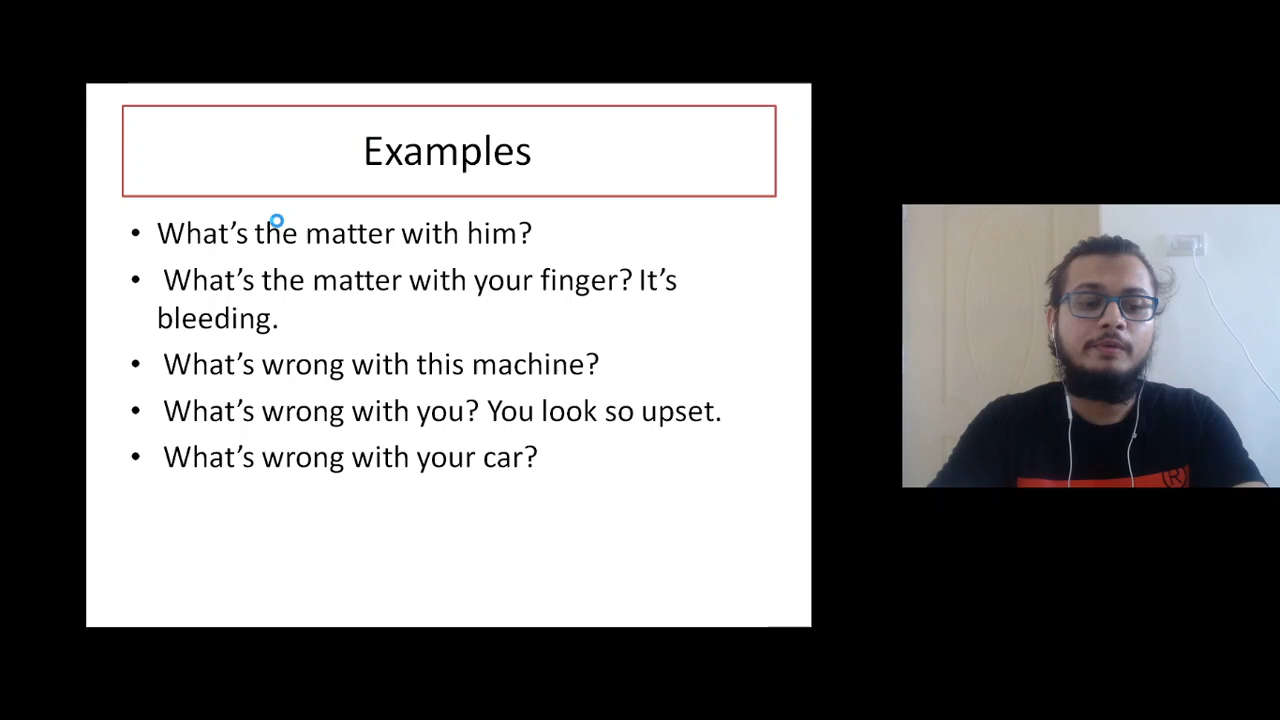 Examples
• What’s the matter with him?
• What’s the matter with your finger? It’s
bleeding.
• What’s wrong with this machine?
• What’s wrong with you? You look so upset.
• What’s wrong with your car?
(R)